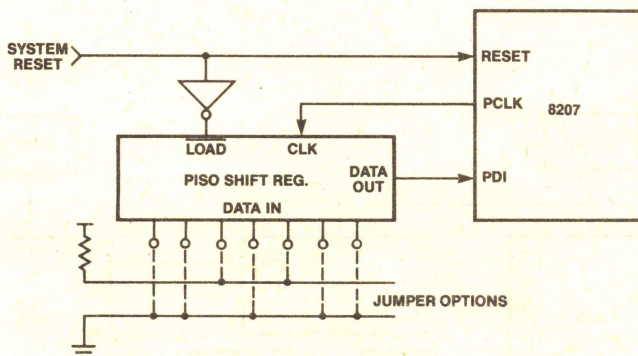 SYSTEM
RESET
RESET
PCLK
8207
LOAD
CLK
PISO SHIFT REG.
DATA
OUT
PDI
DATA IN
JUMPER OPTIONS